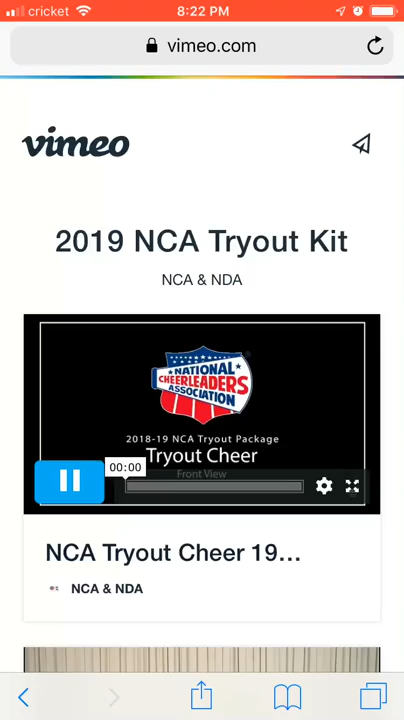 cricket 8:22 PM
vimeo.com
vimeo
2019 NCA Tryout Kit
NCA & NDA
NATIONAL
CHEERLEADERS
ASSOCIATION
2018-19 NCA Tryout Package
Tryout Cheer
Front View
00:00
NCA Tryout Cheer 19...
NCA & NDA